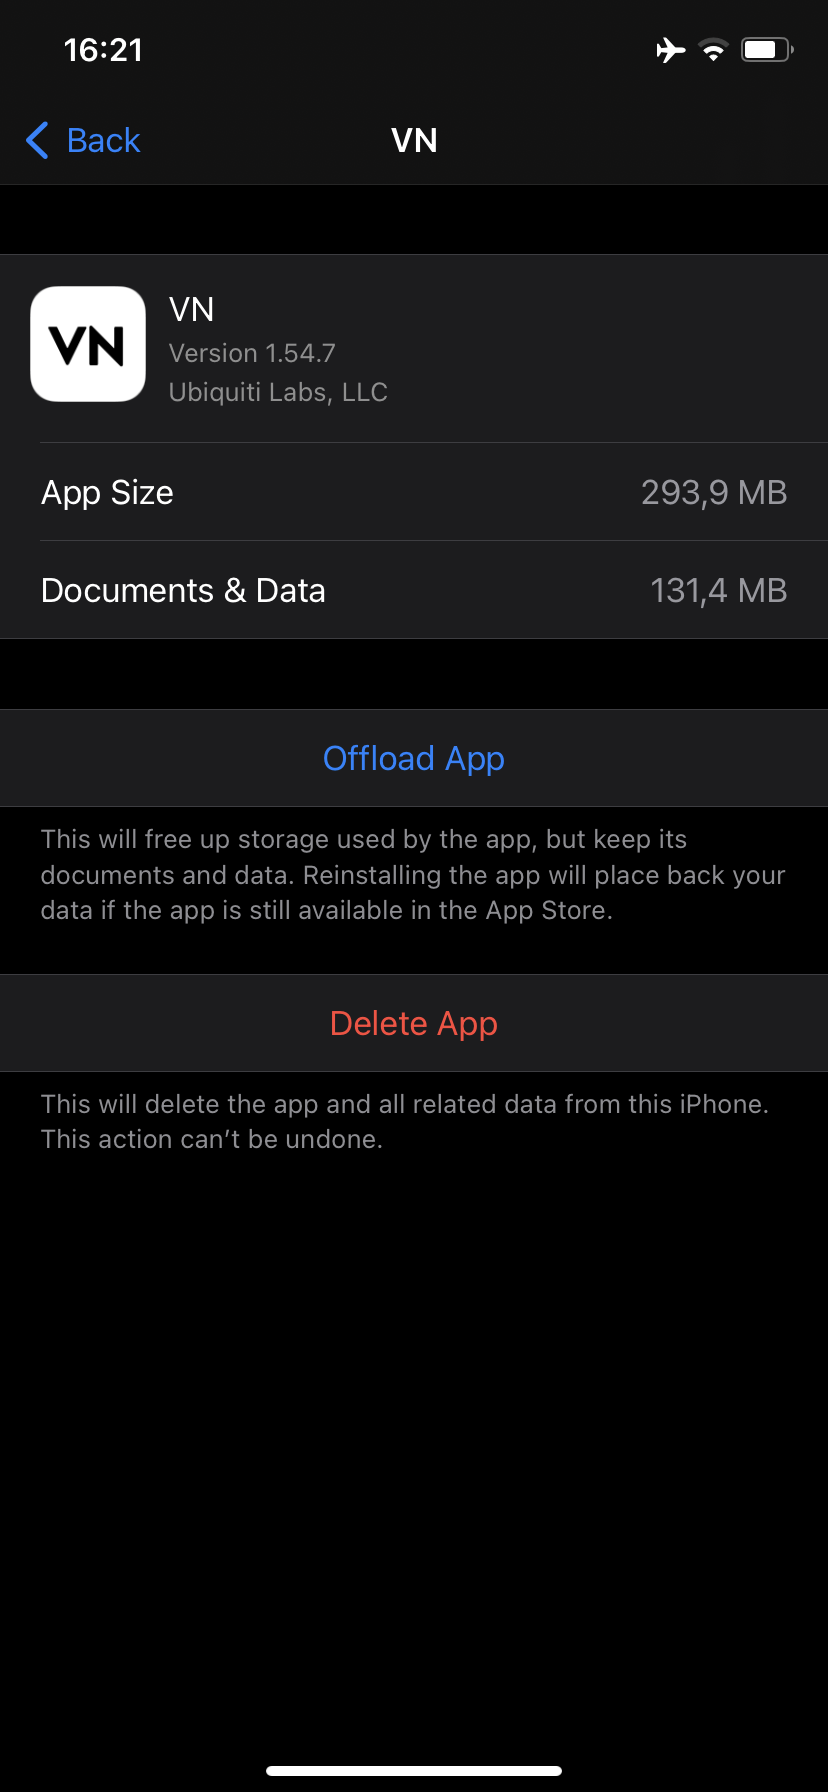 16:21
Back
VN
VN
VN
Version 1.54.7
Ubiquiti Labs, LLC
App Size
293,9 MB
Documents & Data
131,4 MB
Offload App
This will free up storage used by the app, but keep its
documents and data. Reinstalling the app will place back your
data if the app is still available in the App Store.
Delete App
This will delete the app and all related data from this iPhone.
This action can’t be undone.